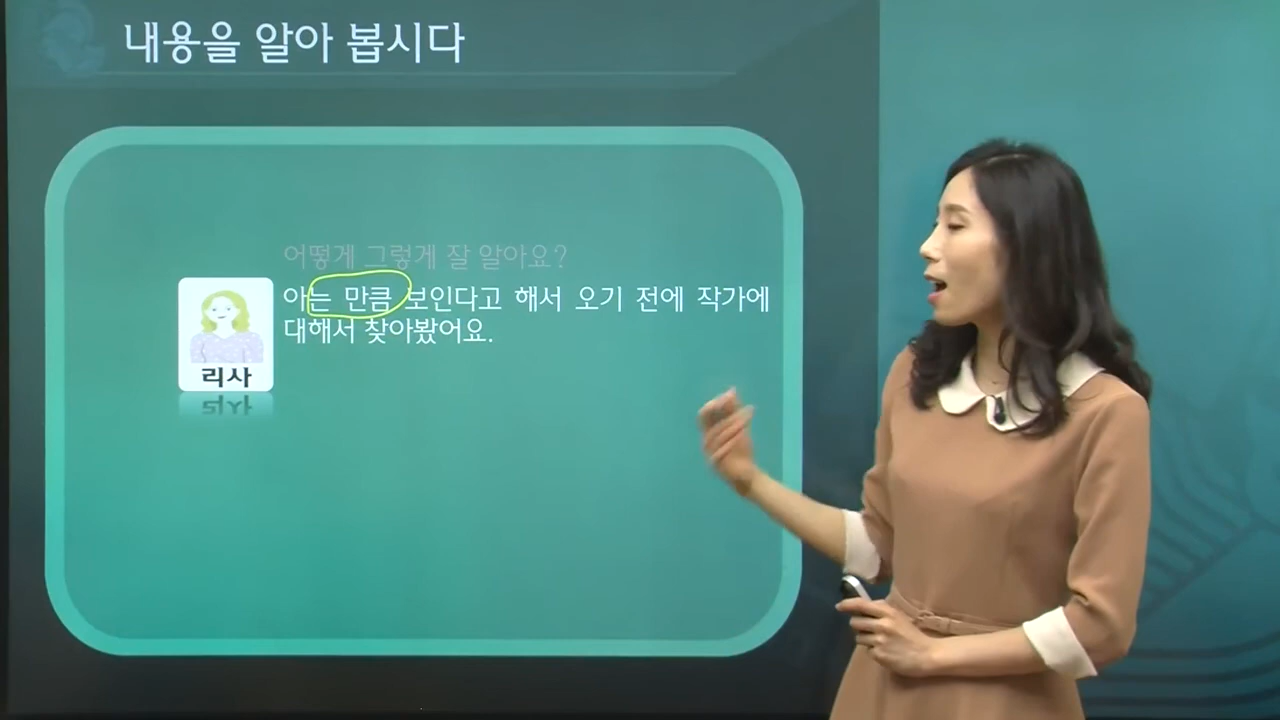 내용을 알아 봅시다
어떻게 그렇게 잘 알아요?
아는 만큼 보인다고 해서 오기 전에 작가에
대해서 찾아봤어요.
리사